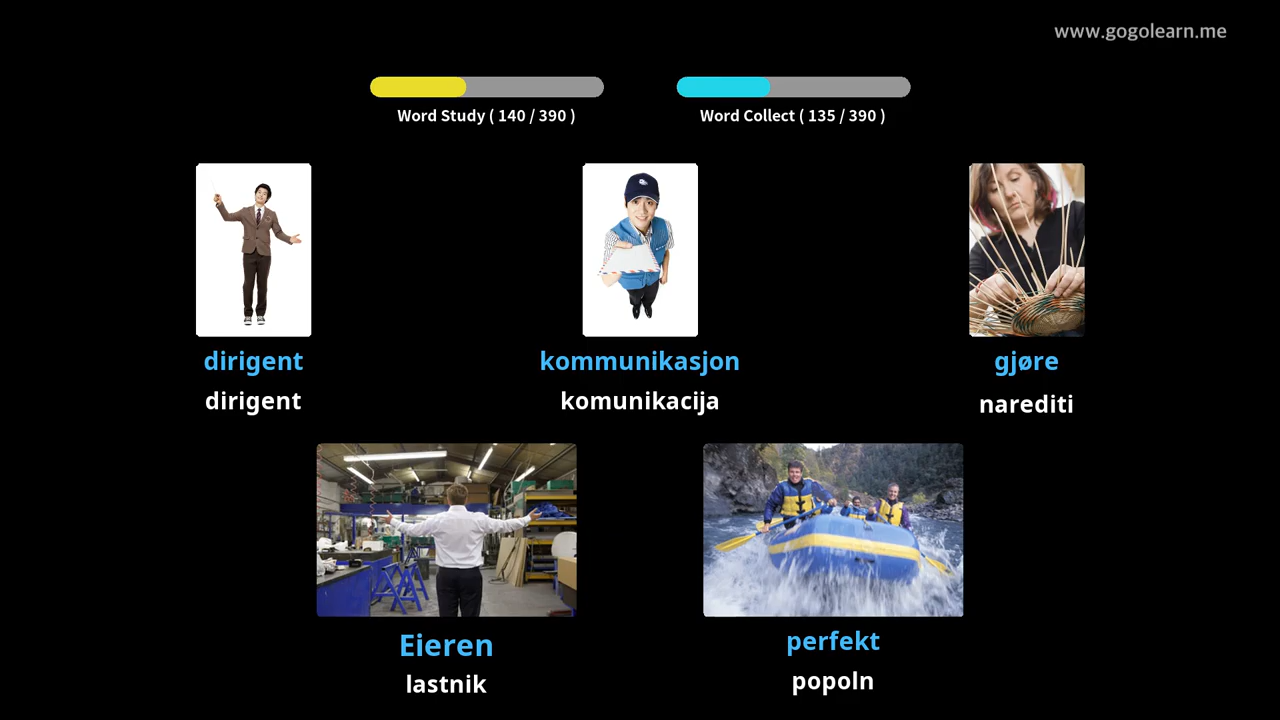 www.gogolearn.me
Word Study ( 140 / 390 )
Word Collect ( 135 / 390 )
dirigent
dirigent
kommunikasjon
komunikacija
gjøre
narediti
Eieren
lastnik
perfekt
popoln